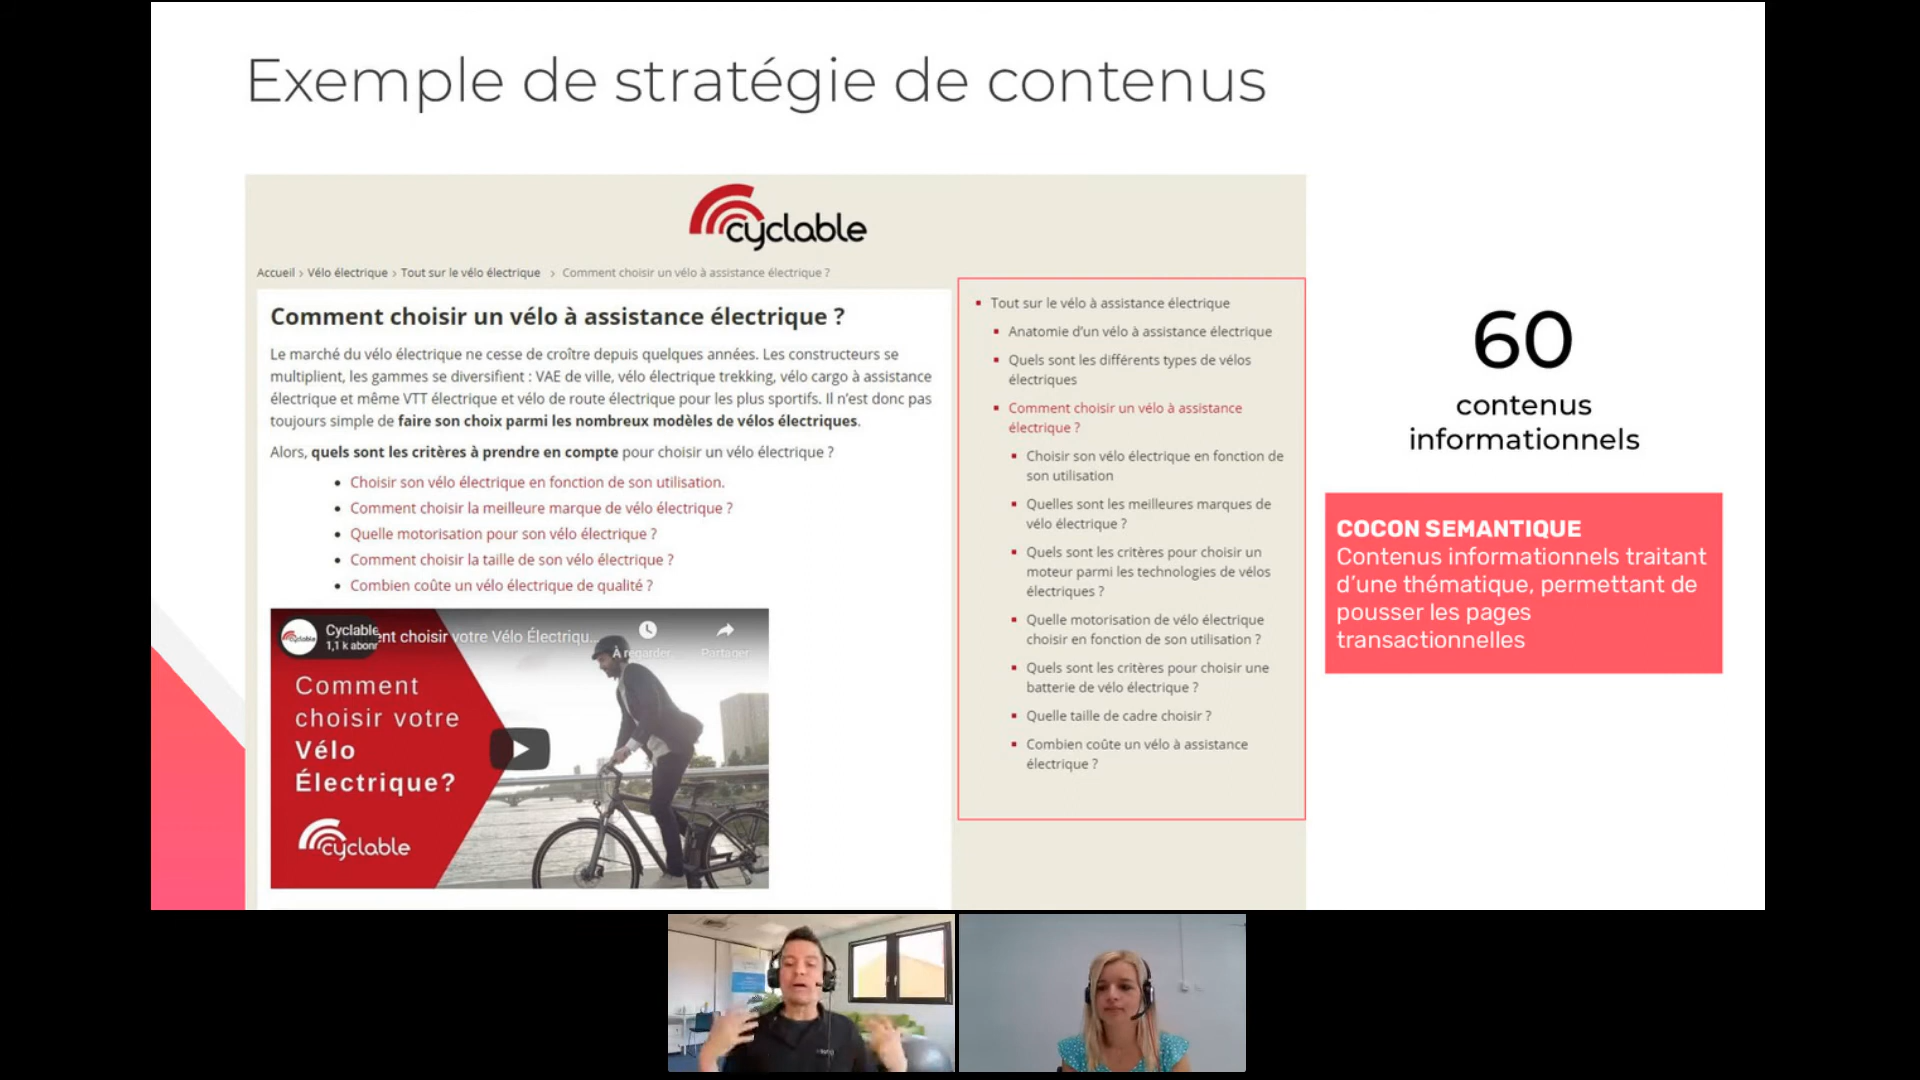 Exemple de stratégie de contenus
cyclable
Accueil > Vélo électrique > Tout sur le vélo électrique > Comment choisir un vélo à assistance électrique ?
Comment choisir un vélo à assistance électrique ?
Le marché du vélo électrique ne cesse de croître depuis quelques années. Les constructeurs se
multiplient, les gammes se diversifient : VAE de ville, vélo électrique trekking, vélo cargo à assistance
électrique et même VTT électrique et vélo de route électrique pour les plus sportifs. Il n'est donc pas
toujours simple de faire son choix parmi les nombreux modèles de vélos électriques.
Alors, quels sont les critères à prendre en compte pour choisir un vélo électrique ?
Choisir son vélo électrique en fonction de son utilisation.
Comment choisir la meilleure marque de vélo électrique ?
Quelle motorisation pour son vélo électrique ?
Comment choisir la taille de son vélo électrique ?
Combien coûte un vélo électrique de qualité ?
Cyclable
1,1 k abonn
ent choisir votre Vélo Électriqu...
À regarder...
Partager
Comment
choisir votre
Vélo
Électrique?
cyclable
Tout sur le vélo à assistance électrique
Anatomie d'un vélo à assistance électrique
Quels sont les différents types de vélos
électriques
Comment choisir un vélo à assistance
électrique ?
Choisir son vélo électrique en fonction de
son utilisation
Quelles sont les meilleures marques de
vélo électrique ?
Quels sont les critères pour choisir un
moteur parmi les technologies de vélos
électriques ?
Quelle motorisation de vélo électrique
choisir en fonction de son utilisation ?
Quels sont les critères pour choisir une
batterie de vélo électrique ?
Quelle taille de cadre choisir ?
Combien coûte un vélo à assistance
électrique ?
60
contenus
informationnels
COCON SEMANTIQUE
Contenus informationnels traitant
d'une thématique, permettant de
pousser les pages
transactionnelles